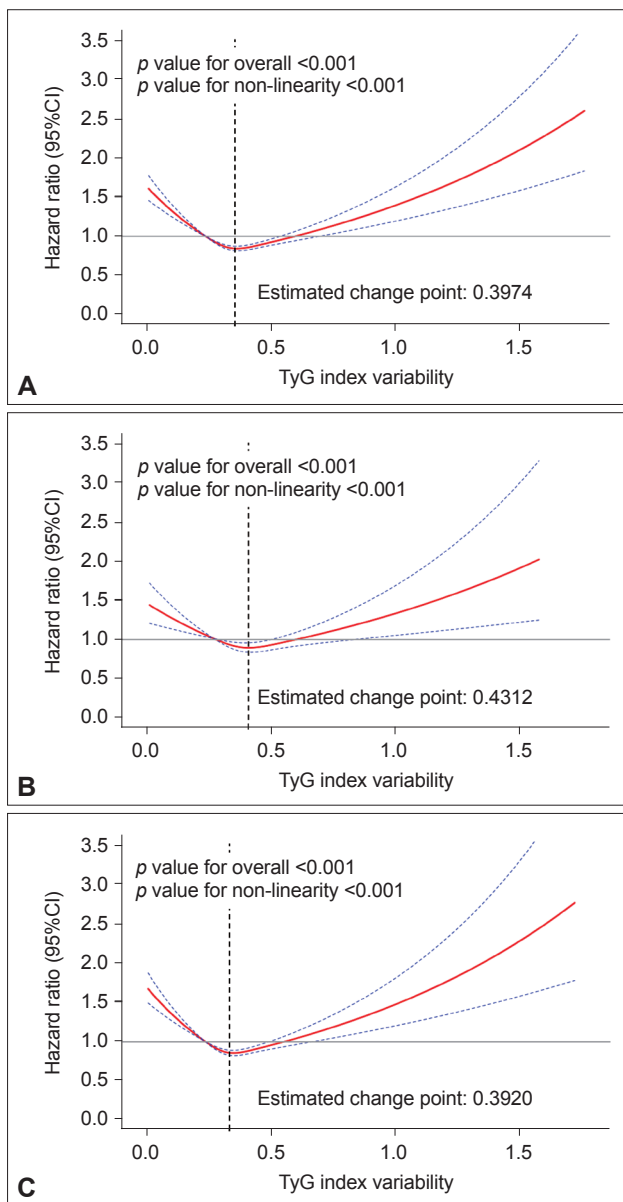 3.5
3.0
2.5
2.0
1.5
1.0
0.5
0.0
Hazard ratio (95%CI)
p value for overall <0.001
p value for non-linearity <0.001
Estimated change point: 0.3974
0.0 0.5 1.0 1.5
TyG index variability
A
3.5
3.0
2.5
2.0
1.5
1.0
0.5
0.0
Hazard ratio (95%CI)
p value for overall <0.001
p value for non-linearity <0.001
Estimated change point: 0.4312
0.0 0.5 1.0 1.5
TyG index variability
B
3.5
3.0
2.5
2.0
1.5
1.0
0.5
0.0
Hazard ratio (95%CI)
p value for overall <0.001
p value for non-linearity <0.001
Estimated change point: 0.3920
0.0 0.5 1.0 1.5
TyG index variability
C